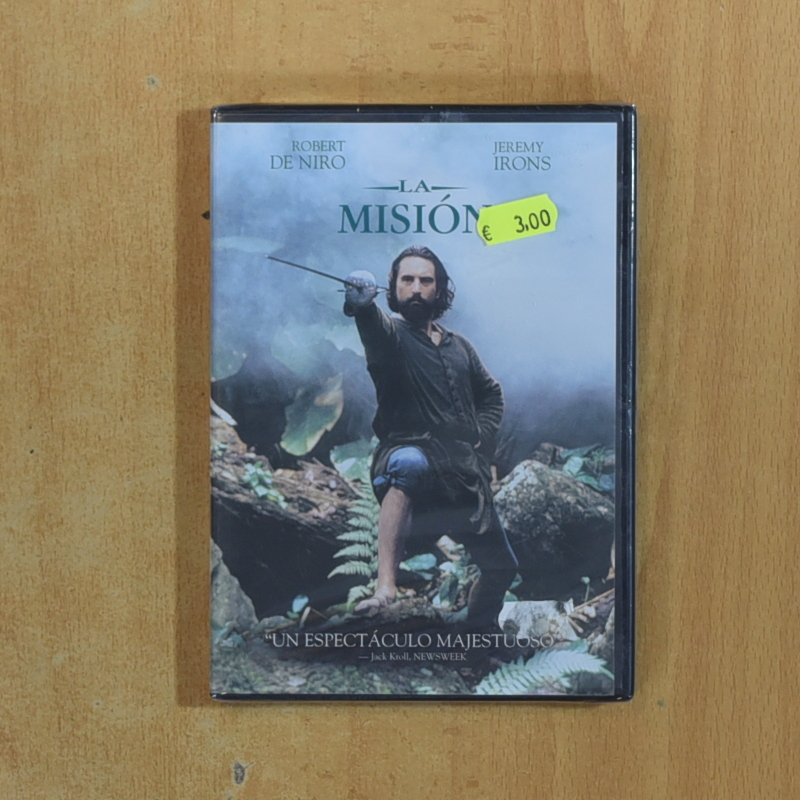 ROBERT
DE NIRO
JEREMY
IRONS
LA
MISIÓN
€ 3.00
“UN ESPECTÁCULO MAJESTUOSO”
— Jack Kroll, NEWSWEEK